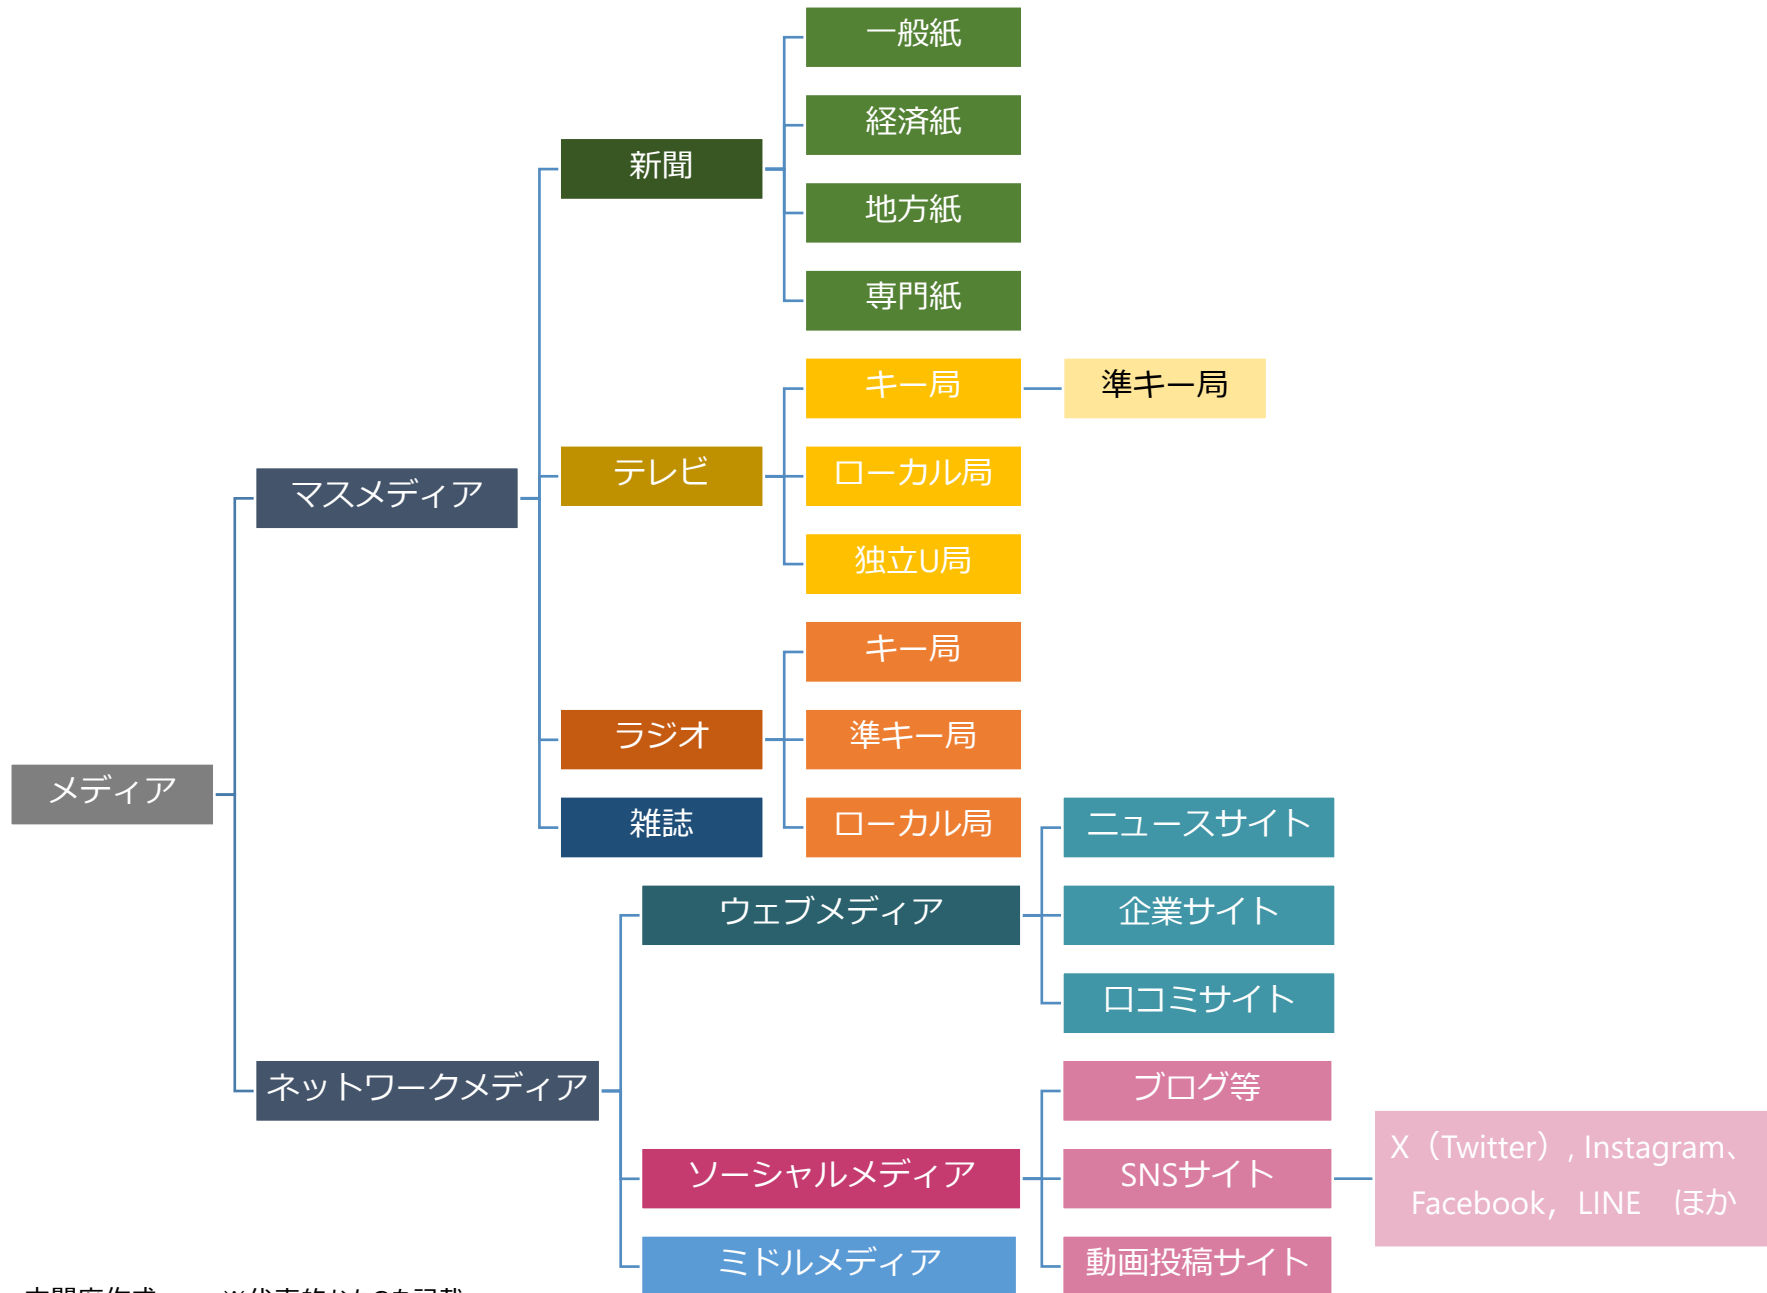 メディア
マスメディア
新聞
一般紙
経済紙
地方紙
専門紙
テレビ
キー局
準キー局
ローカル局
独立U局
ラジオ
キー局
準キー局
ローカル局
雑誌
ネットワークメディア
ウェブメディア
ニュースサイト
企業サイト
口コミサイト
ソーシャルメディア
ブログ等
SNSサイト
X（Twitter）, Instagram、
Facebook，LINE　ほか
動画投稿サイト
ミドルメディア